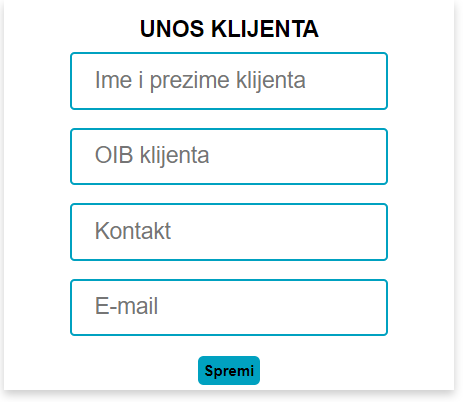 UNOS KLIJENTA
Ime i prezime klijenta
OIB klijenta
Kontakt
E-mail
Spremi